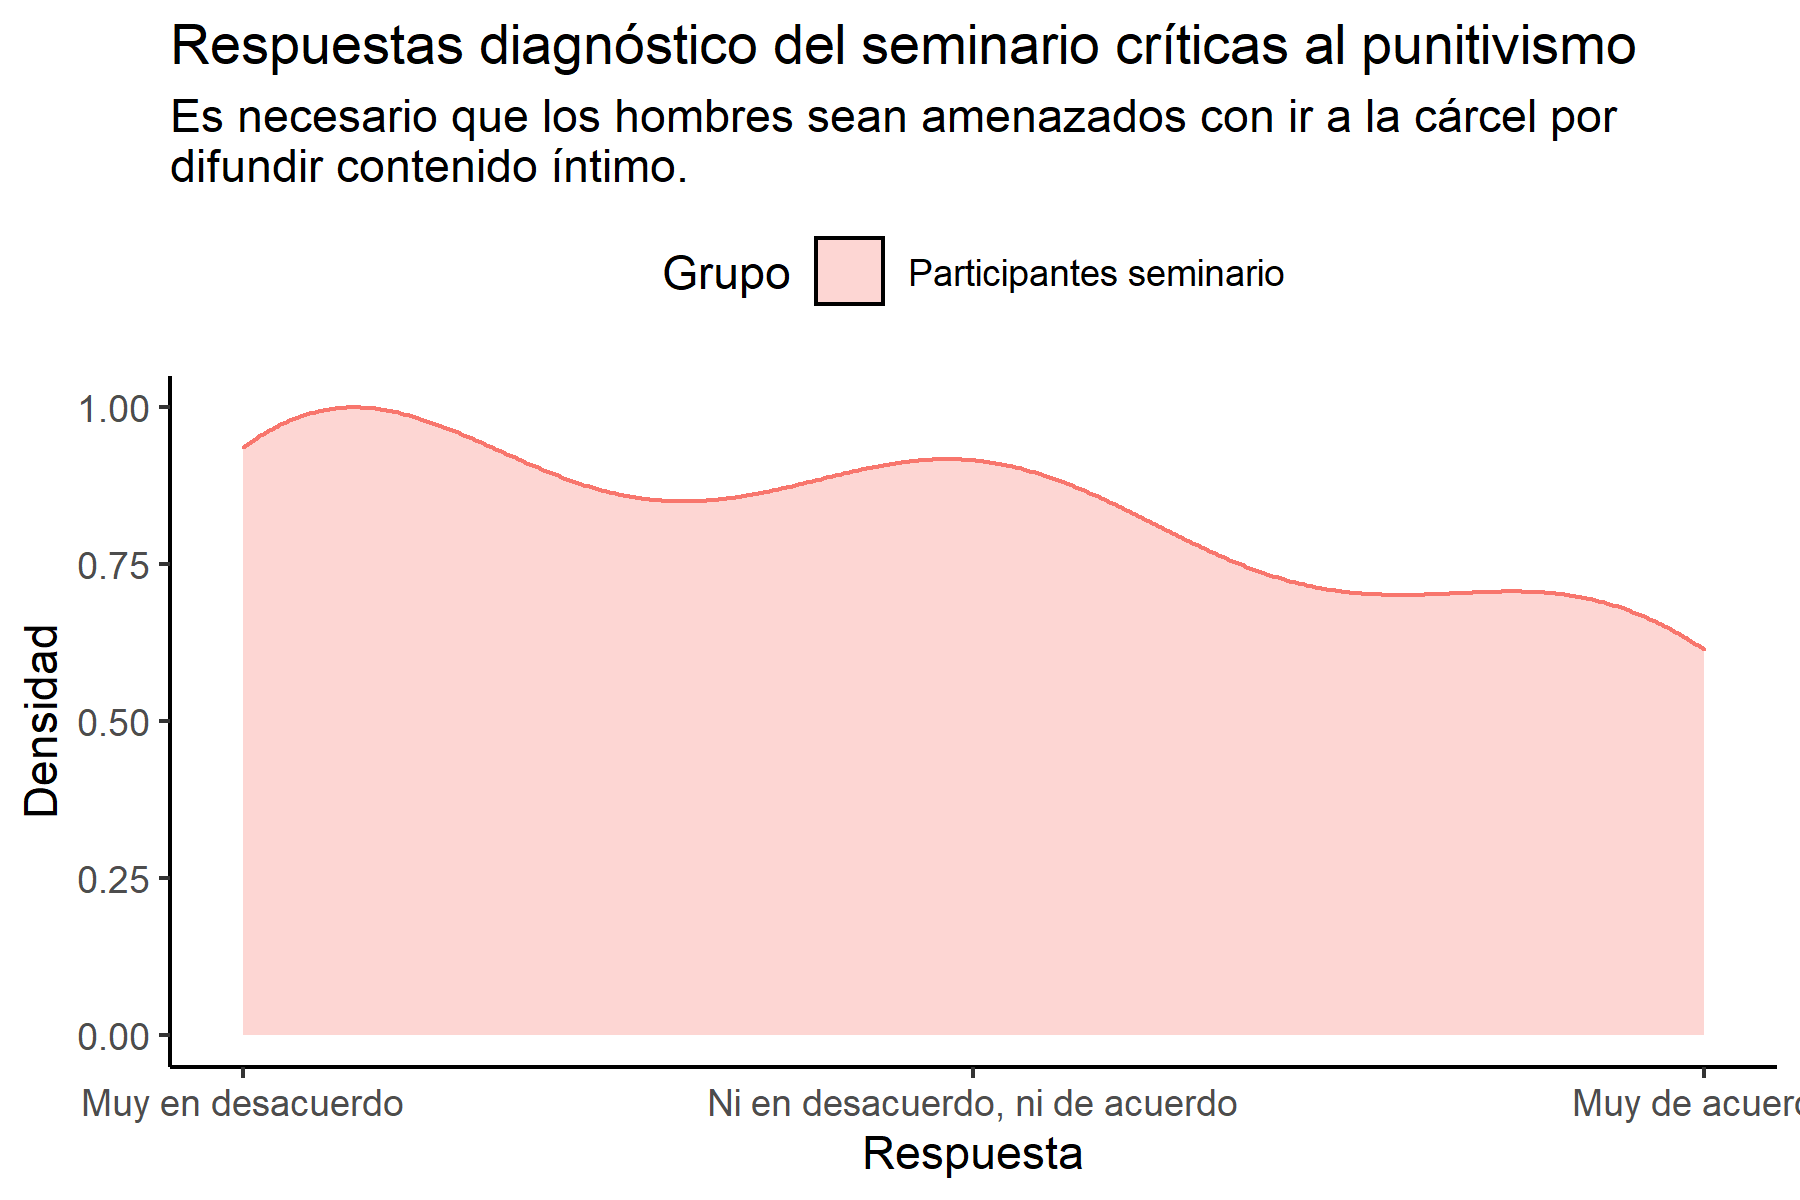 Respuestas diagnóstico del seminario críticas al punitivismo
Es necesario que los hombres sean amenazados con ir a la cárcel por
difundir contenido íntimo.
Grupo
Participantes seminario
1.00
0.75
0.50
0.25
0.00
Densidad
Muy en desacuerdo
Ni en desacuerdo, ni de acuerdo
Muy de acuerd
Respuesta